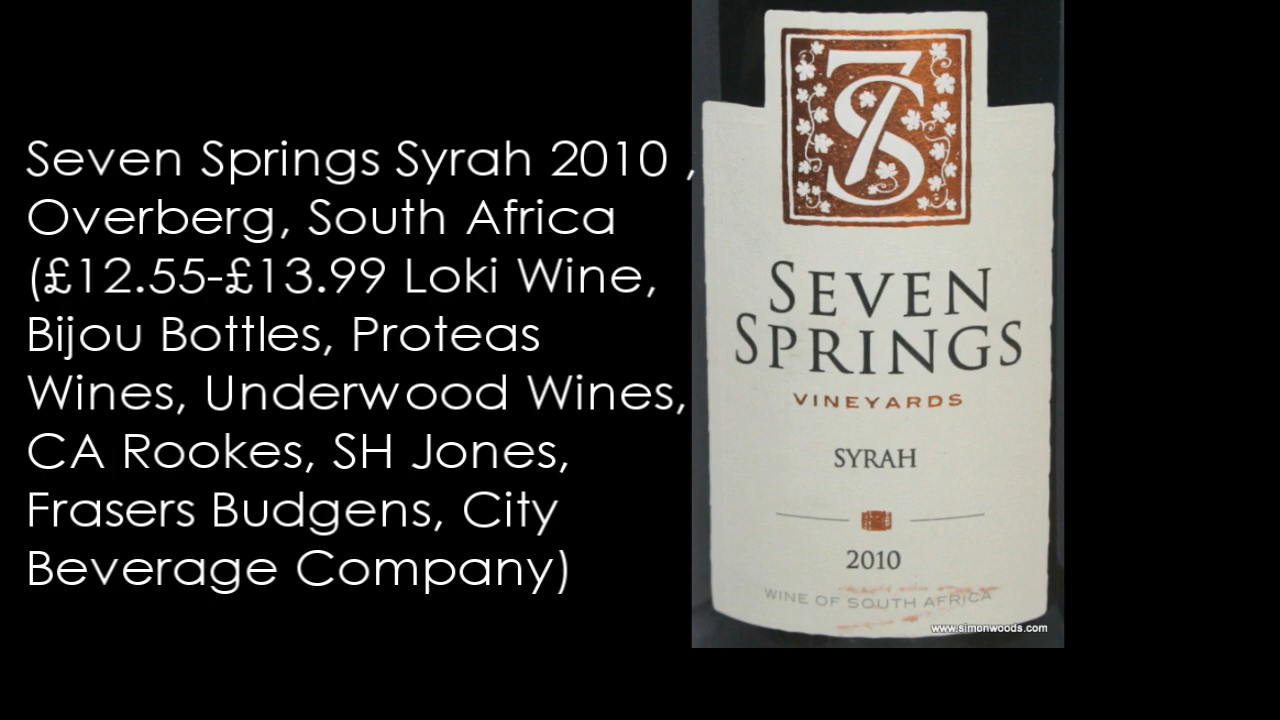 Seven Springs Syrah 2010 ,
Overberg, South Africa
(£12.55-£13.99 Loki Wine,
Bijou Bottles, Proteas
Wines, Underwood Wines,
CA Rookes, SH Jones,
Frasers Budgens, City
Beverage Company)
7S
SEVEN
SPRINGS
VINEYARDS
SYRAH
2010
WINE OF SOUTH AFRICA
www.simonwoods.com